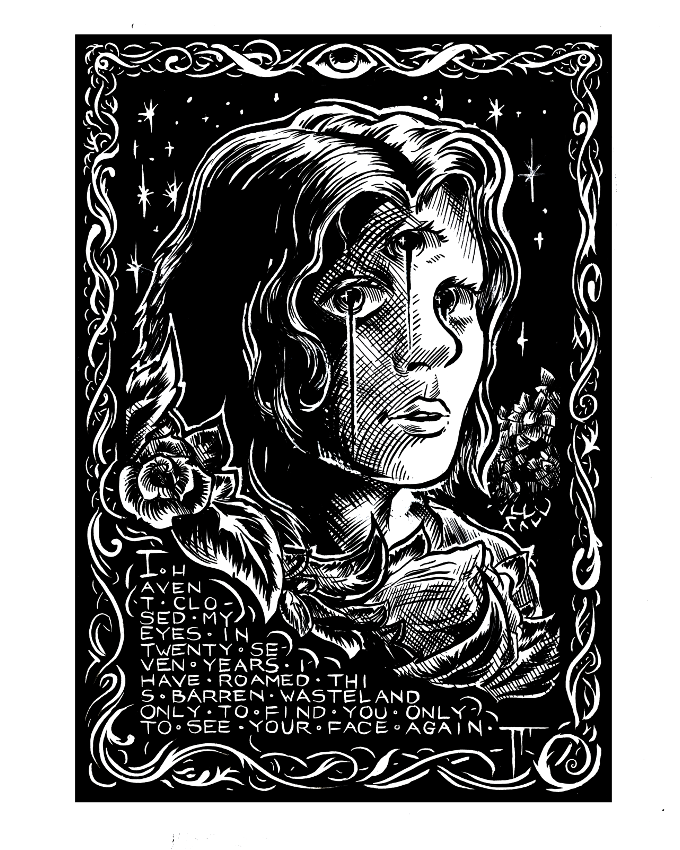 I·H
AVEN
T·CLO-
SED·MY
EYES·IN
TWENTY·SE-
VEN·YEARS·I
HAVE·ROAMED·THI
S·BARREN·WASTELAND
ONLY·TO·FIND·YOU·ONLY
TO·SEE·YOUR·FACE·AGAIN·